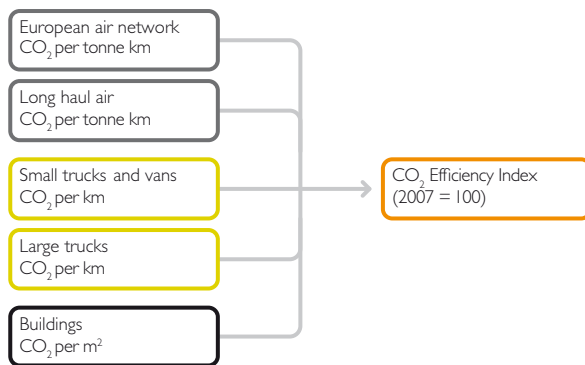 European air network
CO₂ per tonne km
Long haul air
CO₂ per tonne km
Small trucks and vans
CO₂ per km
Large trucks
CO₂ per km
Buildings
CO₂ per m²
CO₂ Efficiency Index
(2007 = 100)